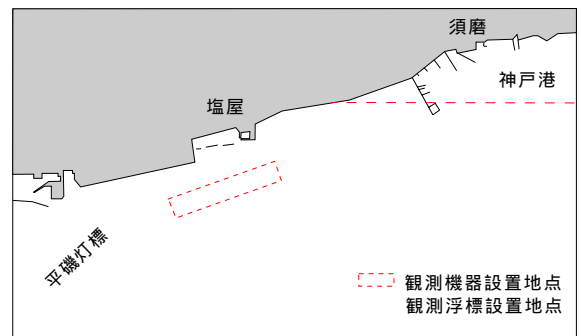 須磨
神戸港
塩屋
平磯灯標
観測機器設置地点
観測浮標設置地点